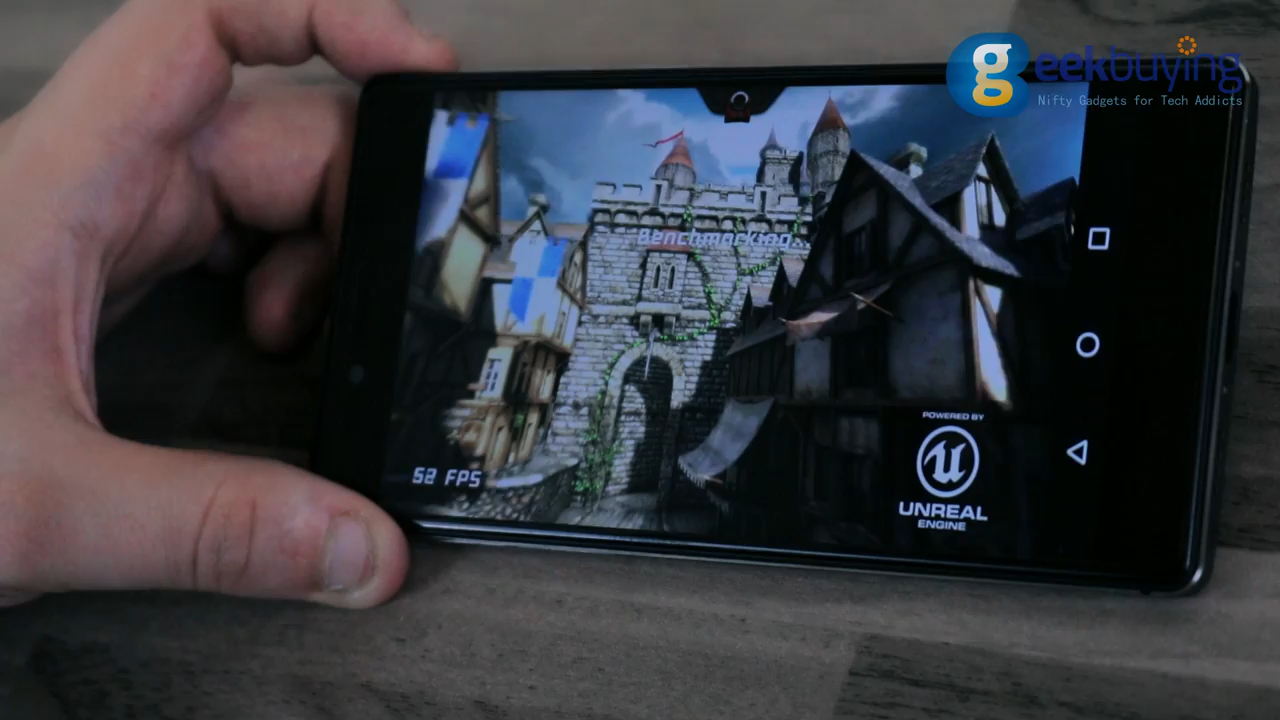 geekbuying
Nifty Gadgets for Tech Addicts
Benchmarking...
52 FPS
POWERED BY
UNREAL
ENGINE